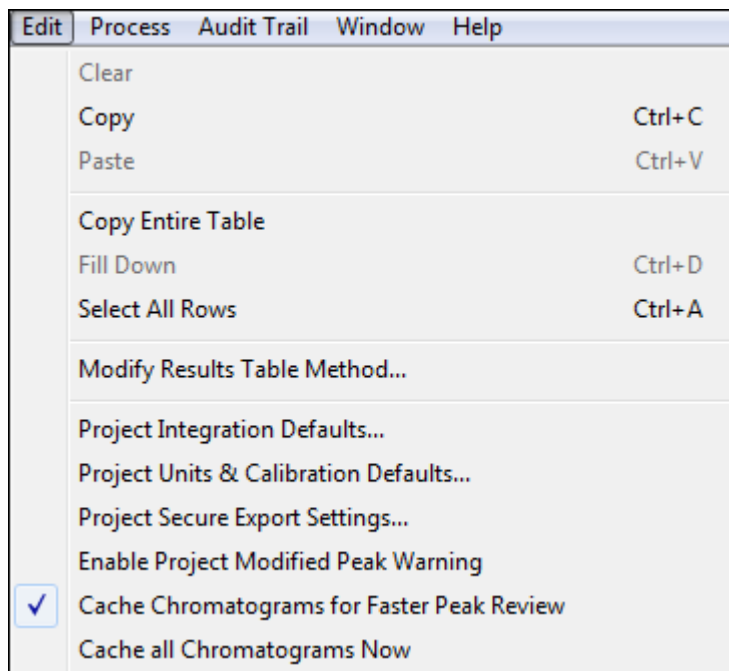 Edit Process Audit Trail Window Help
Clear
Copy Ctrl+C
Paste Ctrl+V
Copy Entire Table
Fill Down Ctrl+D
Select All Rows Ctrl+A
Modify Results Table Method...
Project Integration Defaults...
Project Units & Calibration Defaults...
Project Secure Export Settings...
Enable Project Modified Peak Warning
Cache Chromatograms for Faster Peak Review
Cache all Chromatograms Now